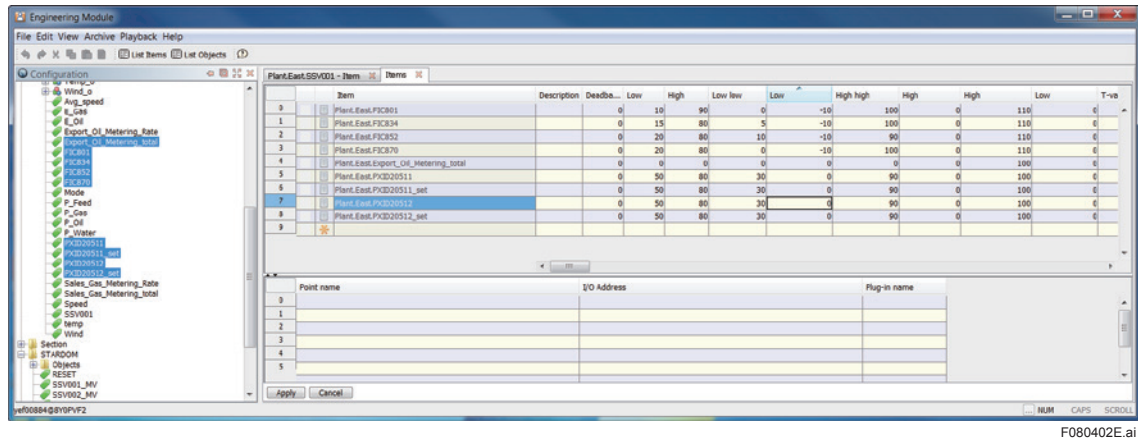 Engineering Module
File Edit View Archive Playback Help
List Items List Objects
Configuration
Wind_o
Avg_speed
E_Gas
E_Oil
Export_Oil_Metering_Rate
Export_Oil_Metering_total
FIC801
FIC834
FIC852
FIC870
Mode
P_Feed
P_Gas
P_Oil
P_Water
PXID20511
PXID20511_set
PXID20512
PXID20512_set
Sales_Gas_Metering_Rate
Sales_Gas_Metering_total
Speed
SSV001
temp
Wind
Section
STARDOM
Objects
RESET
SSV001_MV
SSV002_MV
Plant.East.SSV001 - Item Items
Item Description Deadba... Low High Low low Low High high High High Low T-va
0 Plant.East.FIC801 0 10 90 0 -10 100 0 110 0
1 Plant.East.FIC834 0 15 80 5 -10 100 0 110 0
2 Plant.East.FIC852 0 20 80 10 -10 90 0 110 0
3 Plant.East.FIC870 0 20 80 0 -10 100 0 110 0
4 Plant.East.Export_Oil_Metering_total 0 0 0 0 0 0 0 100 0
5 Plant.East.PXID20511 0 50 80 30 0 90 0 100 0
6 Plant.East.PXID20511_set 0 50 80 30 0 90 0 100 0
7 Plant.East.PXID20512 0 50 80 30 0 90 0 100 0
8 Plant.East.PXID20512_set 0 50 80 30 0 90 0 100 0
9
Point name I/O Address Plug-in name
0
1
2
3
4
5
Apply Cancel
yef00884@8Y0PVF2
... NUM CAPS SCROLL
F080402E.ai